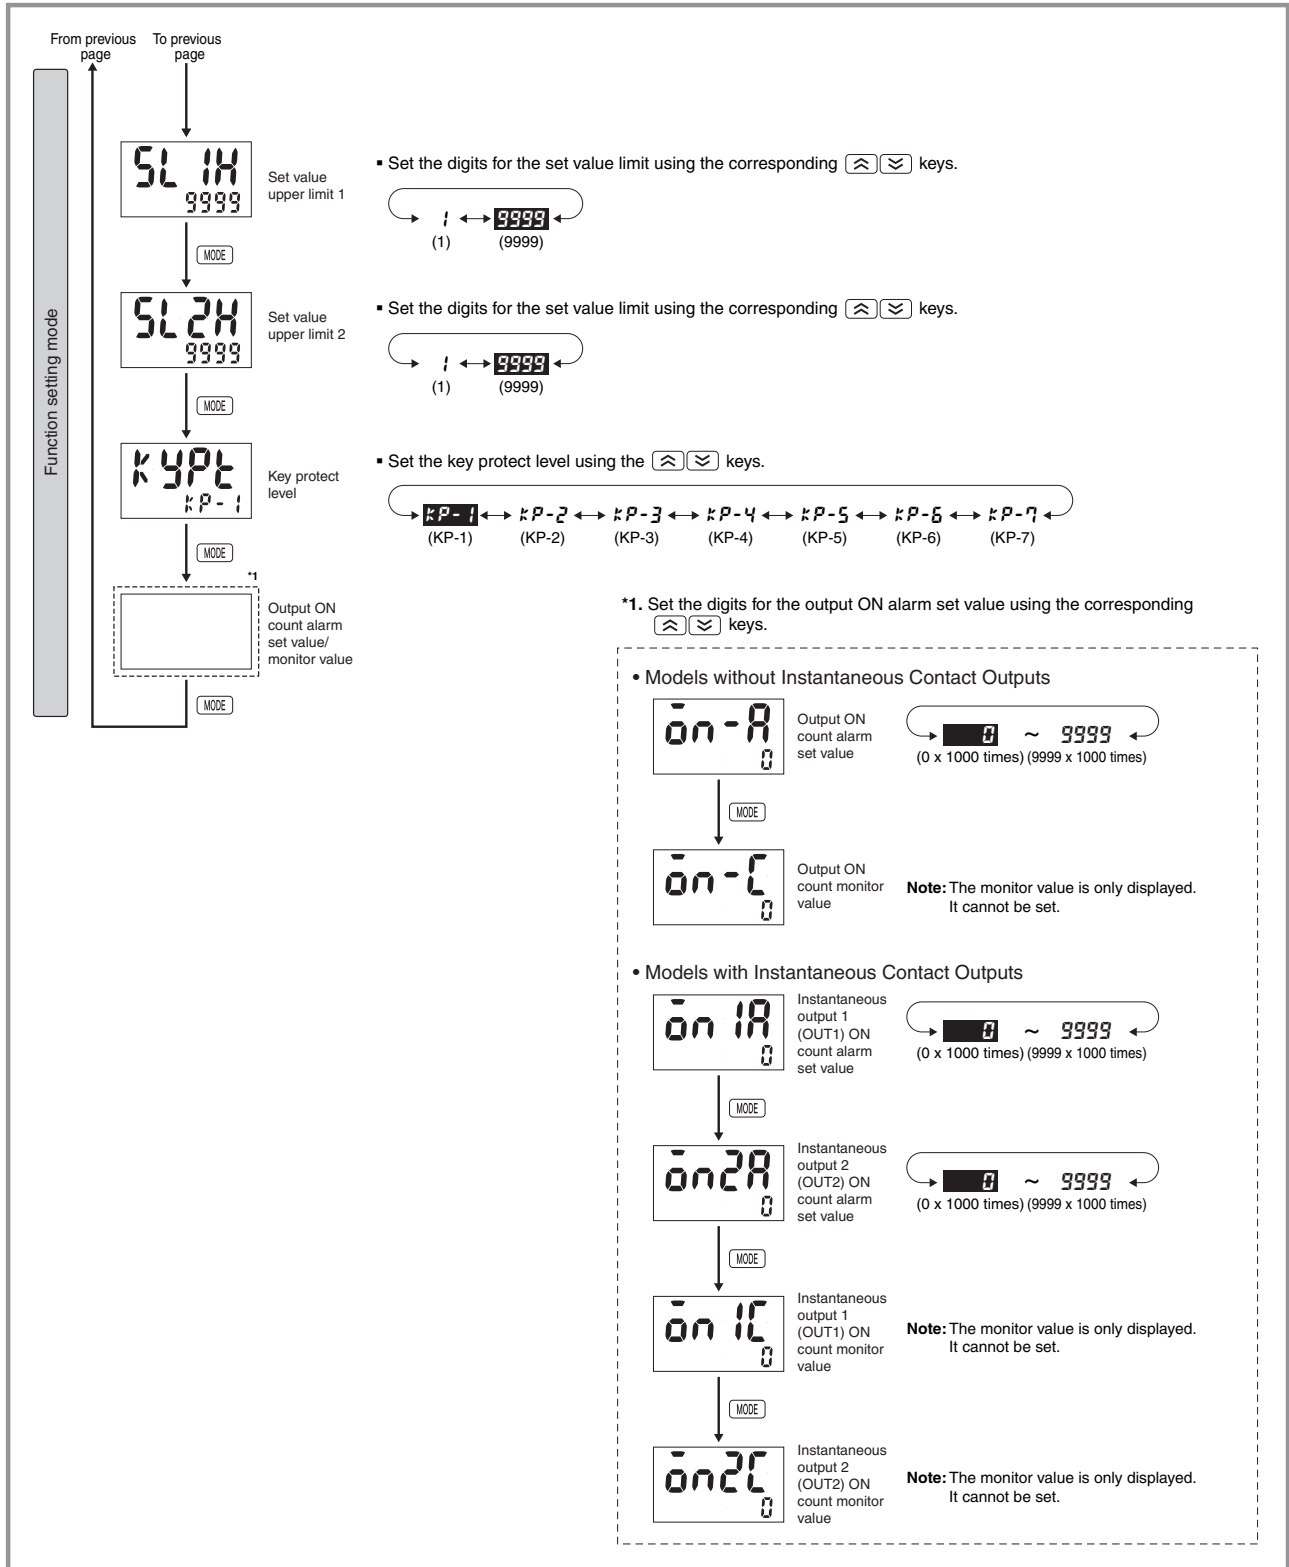 From previous page
To previous page
Function setting mode
SL1H
9999
Set value
upper limit 1
▪ Set the digits for the set value limit using the corresponding keys.
1 9999
(1) (9999)
MODE
SL2H
9999
Set value
upper limit 2
▪ Set the digits for the set value limit using the corresponding keys.
1 9999
(1) (9999)
MODE
KYPt
KP-1
Key protect
level
▪ Set the key protect level using the keys.
KP-1 KP-2 KP-3 KP-4 KP-5 KP-6 KP-7
(KP-1) (KP-2) (KP-3) (KP-4) (KP-5) (KP-6) (KP-7)
MODE
*1
Output ON
count alarm
set value/
monitor value
MODE
*1. Set the digits for the output ON alarm set value using the corresponding
keys.
• Models without Instantaneous Contact Outputs
on-A
0
Output ON
count alarm
set value
0 ~ 9999
(0 x 1000 times) (9999 x 1000 times)
MODE
on-C
0
Output ON
count monitor
value
Note: The monitor value is only displayed.
It cannot be set.
• Models with Instantaneous Contact Outputs
on1A
0
Instantaneous
output 1
(OUT1) ON
count alarm
set value
0 ~ 9999
(0 x 1000 times) (9999 x 1000 times)
MODE
on2A
0
Instantaneous
output 2
(OUT2) ON
count alarm
set value
0 ~ 9999
(0 x 1000 times) (9999 x 1000 times)
MODE
on1C
0
Instantaneous
output 1
(OUT1) ON
count monitor
value
Note: The monitor value is only displayed.
It cannot be set.
MODE
on2C
0
Instantaneous
output 2
(OUT2) ON
count monitor
value
Note: The monitor value is only displayed.
It cannot be set.